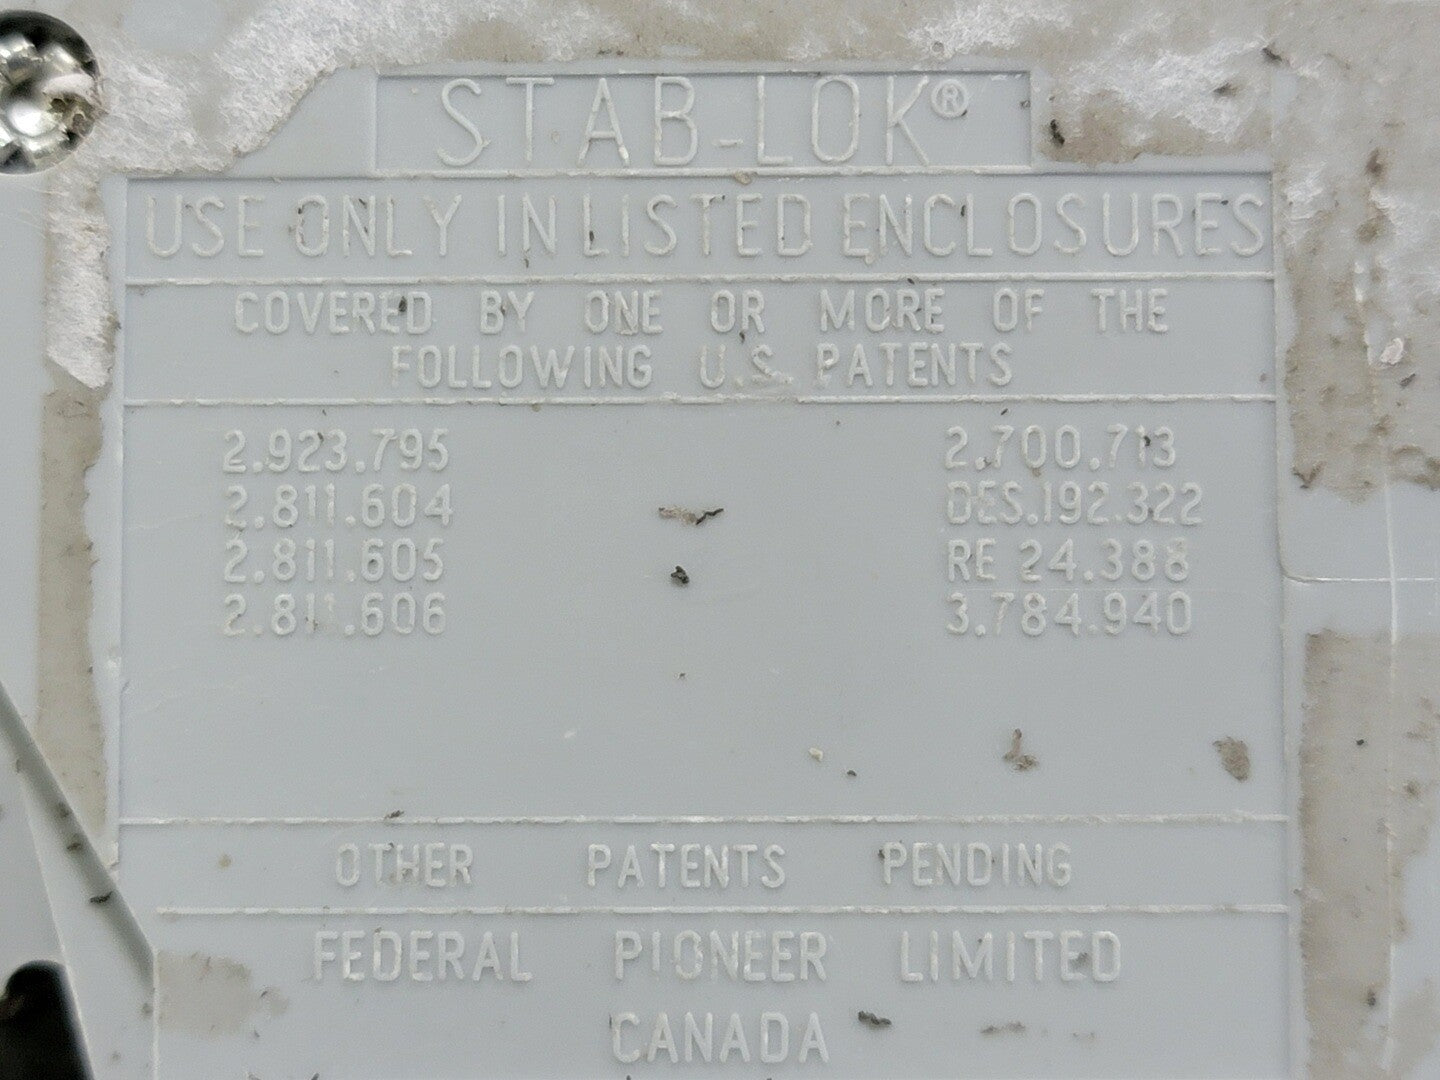 STAB-LOK®
USE ONLY IN LISTED ENCLOSURES
COVERED BY ONE OR MORE OF THE
FOLLOWING U.S. PATENTS
2.923.795 2.700.713
2.811.604 DES.192.322
2.811.605 RE 24.388
2.811.606 3.784.940
OTHER PATENTS PENDING
FEDERAL PIONEER LIMITED
CANADA